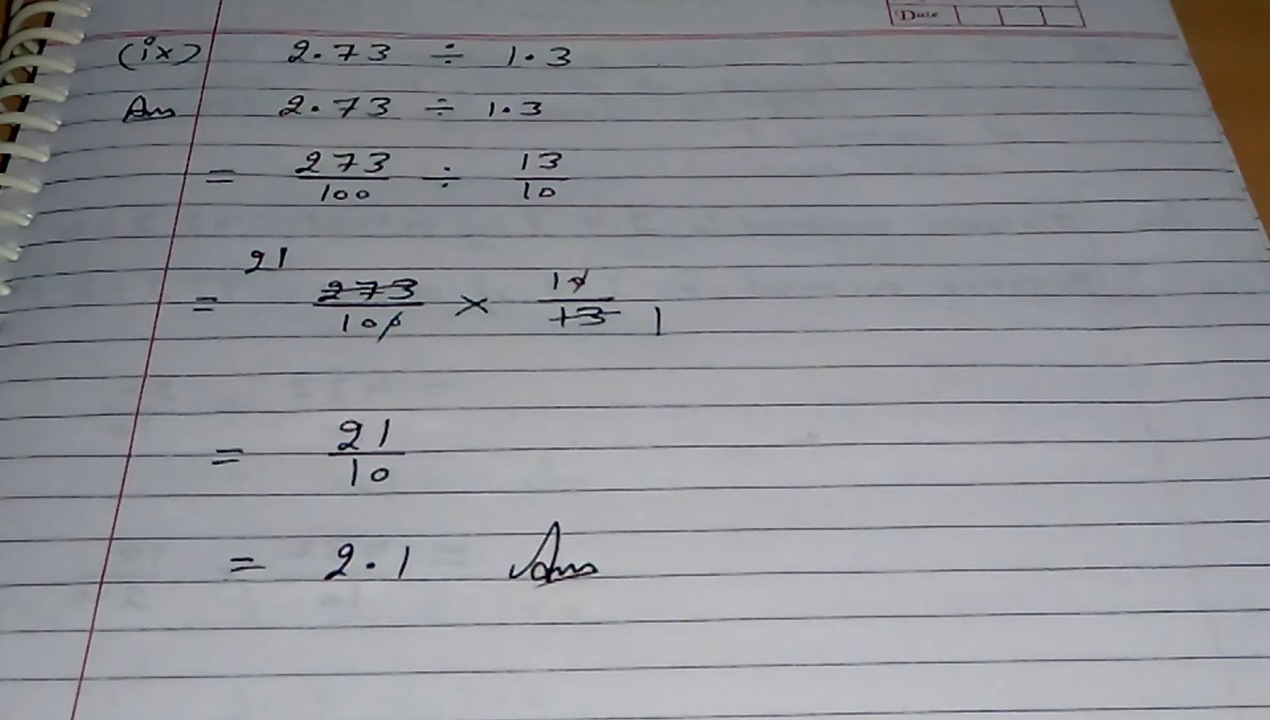 Date
(ix) 2.73 ÷ 1.3
Ans 2.73 ÷ 1.3
= 273/100 ÷ 13/10
21
= 273/100 × 10/13 1
= 21/10
= 2.1 Ans